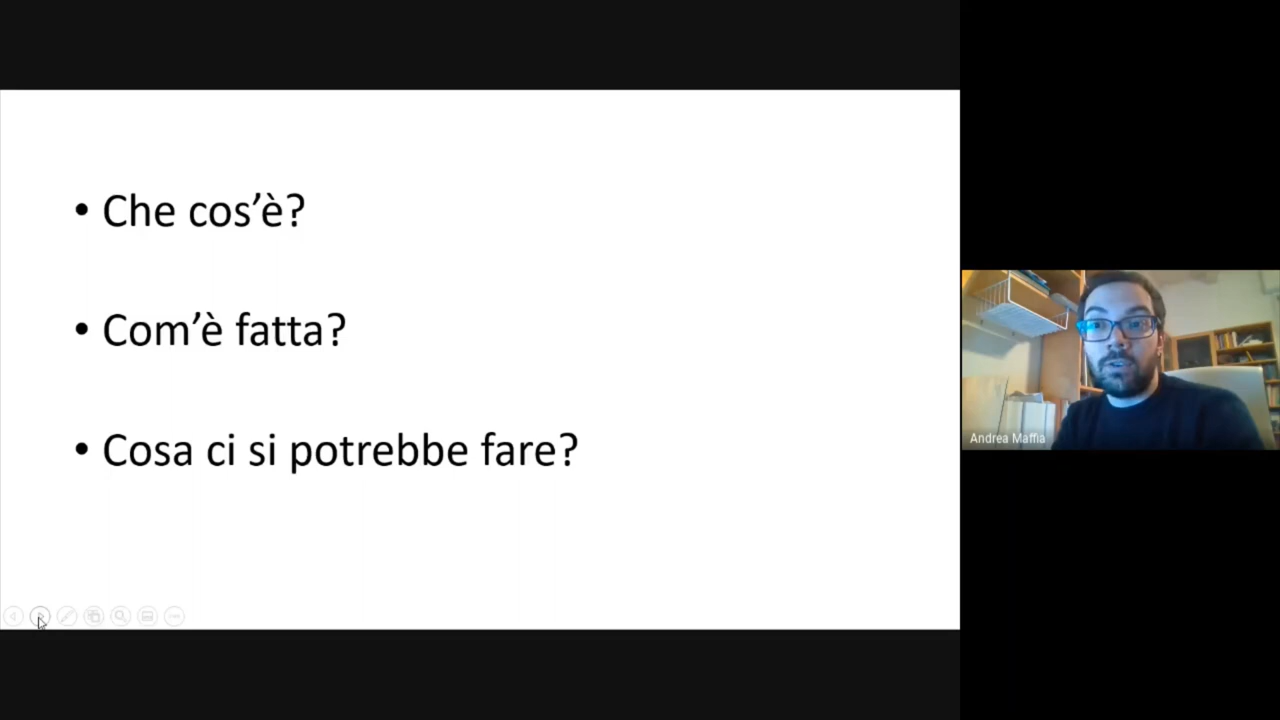 • Che cos’è?
• Com’è fatta?
• Cosa ci si potrebbe fare?
Andrea Maffia